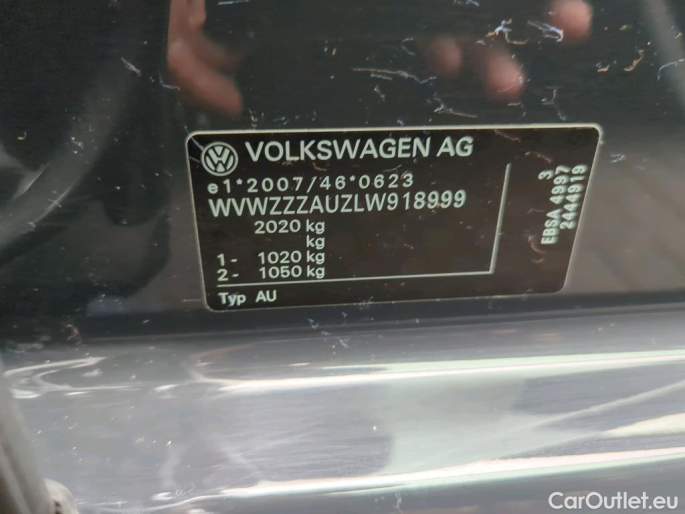 VOLKSWAGEN AG
e1*2007/46*0623
WVWZZZAUZLW918999
2020 kg
kg
1- 1020 kg
2- 1050 kg
Typ AU
3
EBSA 4997
2444919
CarOutlet.eu